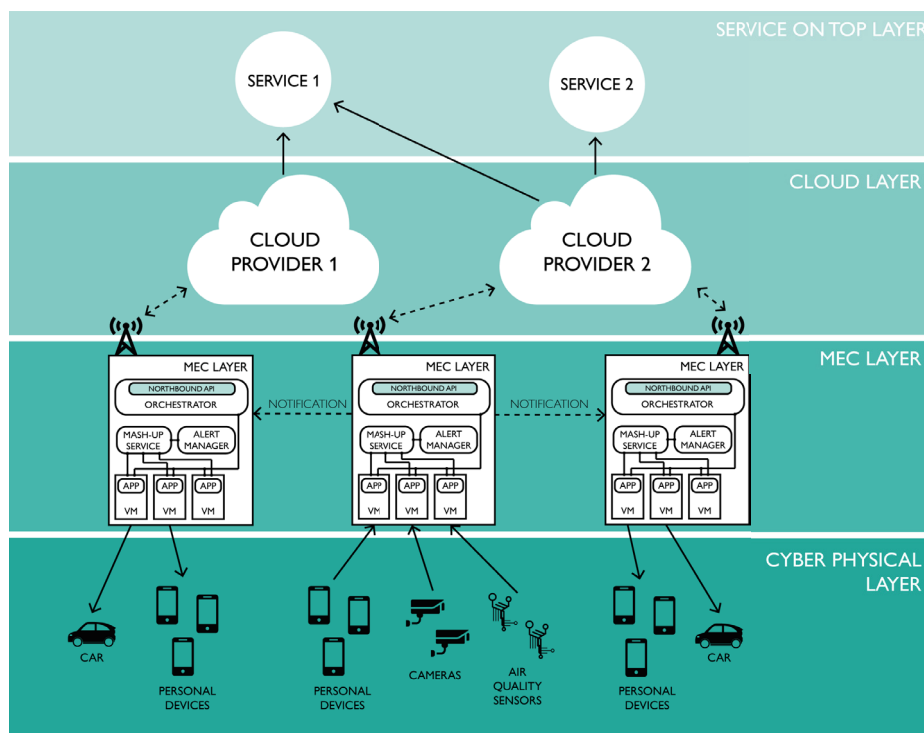 SERVICE ON TOP LAYER
SERVICE 1
SERVICE 2
CLOUD LAYER
CLOUD
PROVIDER 1
CLOUD
PROVIDER 2
MEC LAYER
MEC LAYER
NORTHBOUND API
ORCHESTRATOR
MASH-UP
SERVICE
ALERT
MANAGER
APP
APP
APP
VM
VM
VM
NOTIFICATION
MEC LAYER
NORTHBOUND API
ORCHESTRATOR
MASH-UP
SERVICE
ALERT
MANAGER
APP
APP
APP
VM
VM
VM
NOTIFICATION
MEC LAYER
NORTHBOUND API
ORCHESTRATOR
MASH-UP
SERVICE
ALERT
MANAGER
APP
APP
APP
VM
VM
VM
CYBER PHYSICAL
LAYER
CAR
PERSONAL
DEVICES
PERSONAL
DEVICES
CAMERAS
AIR
QUALITY
SENSORS
PERSONAL
DEVICES
CAR